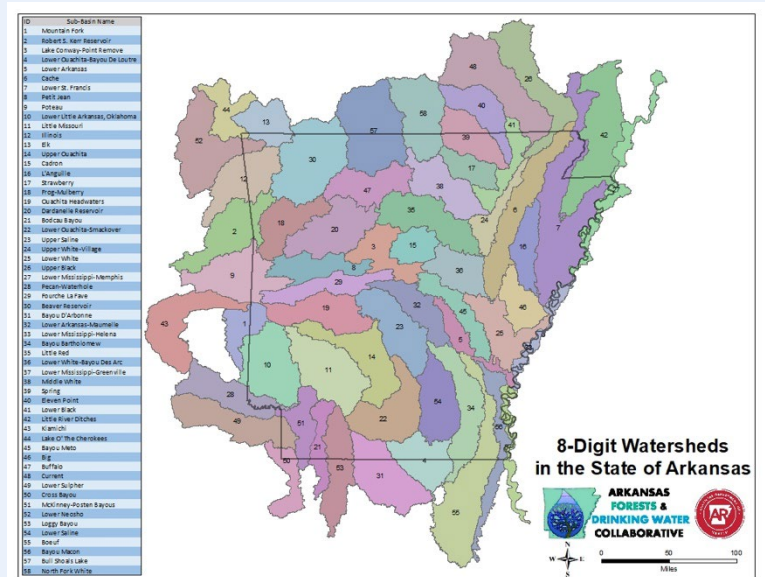 ID Sub-Basin Name
1 Mountain Fork
2 Robert S. Kerr Reservoir
3 Lake Conway-Point Remove
4 Lower Ouachita-Bayou De Loutre
5 Lower Arkansas
6 Cache
7 Lower St. Francis
8 Petit Jean
9 Poteau
10 Lower Little Arkansas, Oklahoma
11 Little Missouri
12 Illinois
13 Elk
14 Upper Ouachita
15 Cadron
16 L'Anguille
17 Strawberry
18 Frog-Mulberry
19 Ouachita Headwaters
20 Dardanelle Reservoir
21 Bodcau Bayou
22 Lower Ouachita-Smackover
23 Upper Saline
24 Upper White-Village
25 Lower White
26 Upper Black
27 Lower Mississippi-Memphis
28 Pecan-Waterhole
29 Fourche La Fave
30 Beaver Reservoir
31 Bayou D'Arbonne
32 Lower Arkansas-Maumelle
33 Lower Mississippi-Helena
34 Bayou Bartholomew
35 Little Red
36 Lower White-Bayou Des Arc
37 Lower Mississippi-Greenville
38 Middle White
39 Spring
40 Eleven Point
41 Lower Black
42 Little River Ditches
43 Kiamichi
44 Lake O' The Cherokees
45 Bayou Meto
46 Big
47 Buffalo
48 Current
49 Lower Sulpher
50 Cross Bayou
51 McKinney-Posten Bayous
52 Lower Neosho
53 Loggy Bayou
54 Lower Saline
55 Boeuf
56 Bayou Macon
57 Bull Shoals Lake
58 North Fork White
48
26
44
40
52
13
58
41
57
39
42
30
17
12
47
38
18
35
6
24
7
20
2
3
15
16
8
36
9
29
46
19
32
45
43
1
23
5
25
14
10
11
28
54
34
49
51
22
56
21
50
53
31
4
55
8-Digit Watersheds
in the State of Arkansas
ARKANSAS
FORESTS &
DRINKING WATER
COLLABORATIVE
AR
N
W E
S
0 50 100
Miles